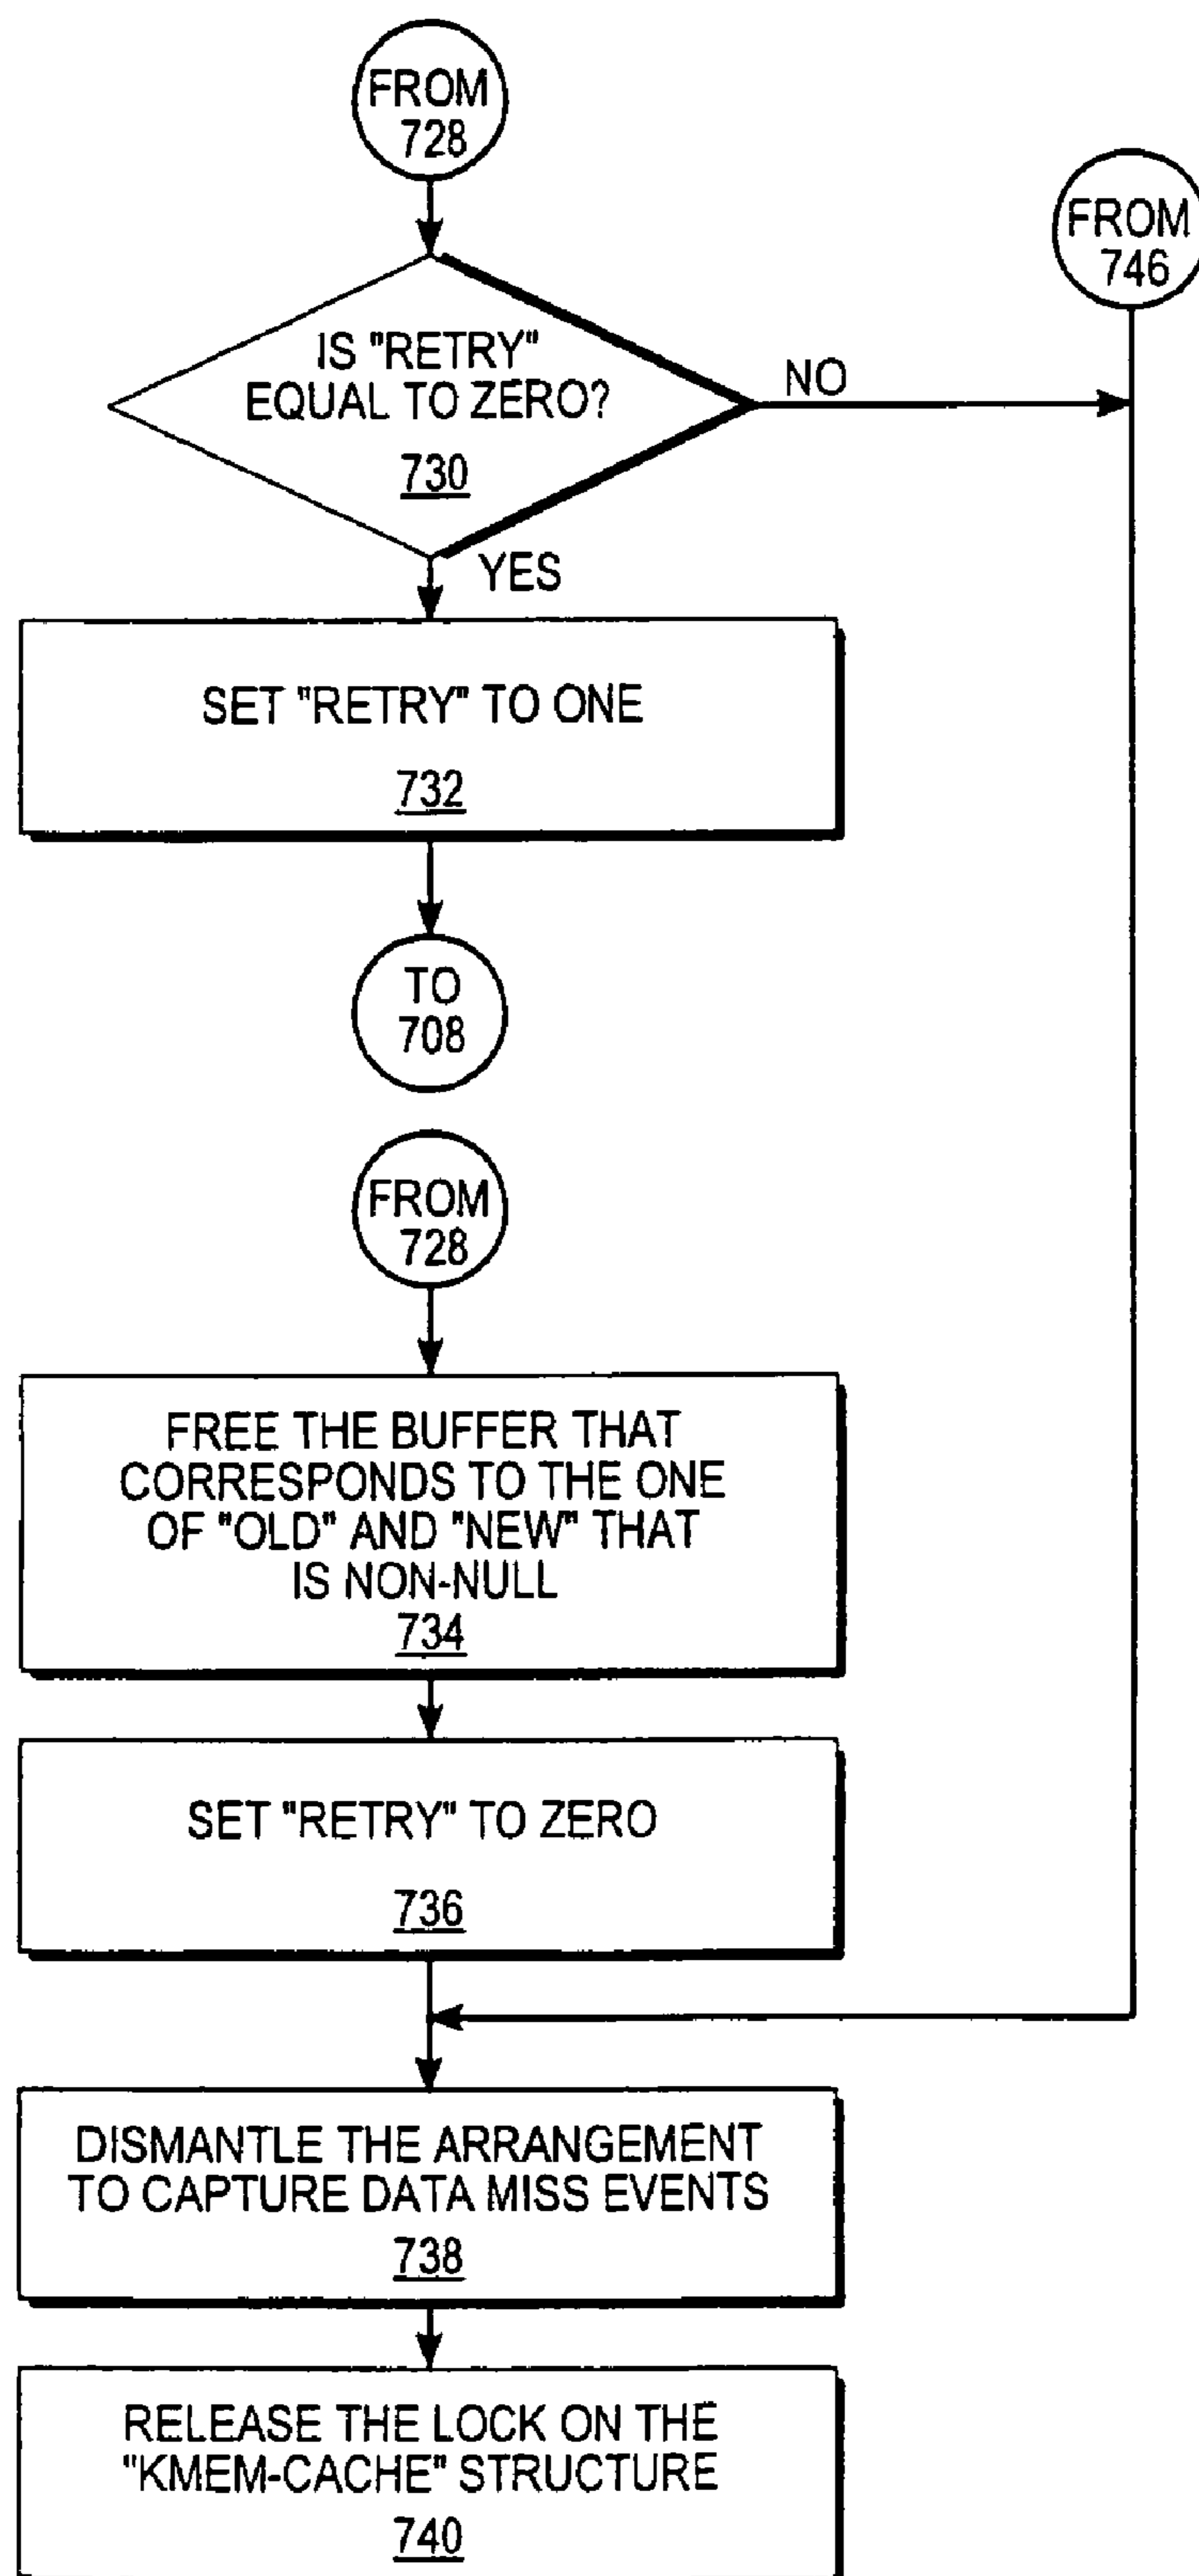 FROM
728
FROM
746
IS "RETRY"
EQUAL TO ZERO?
730
NO
YES
SET "RETRY" TO ONE
732
TO
708
FROM
728
FREE THE BUFFER THAT
CORRESPONDS TO THE ONE
OF "OLD" AND "NEW" THAT
IS NON-NULL
734
SET "RETRY" TO ZERO
736
DISMANTLE THE ARRANGEMENT
TO CAPTURE DATA MISS EVENTS
738
RELEASE THE LOCK ON THE
"KMEM-CACHE" STRUCTURE
740